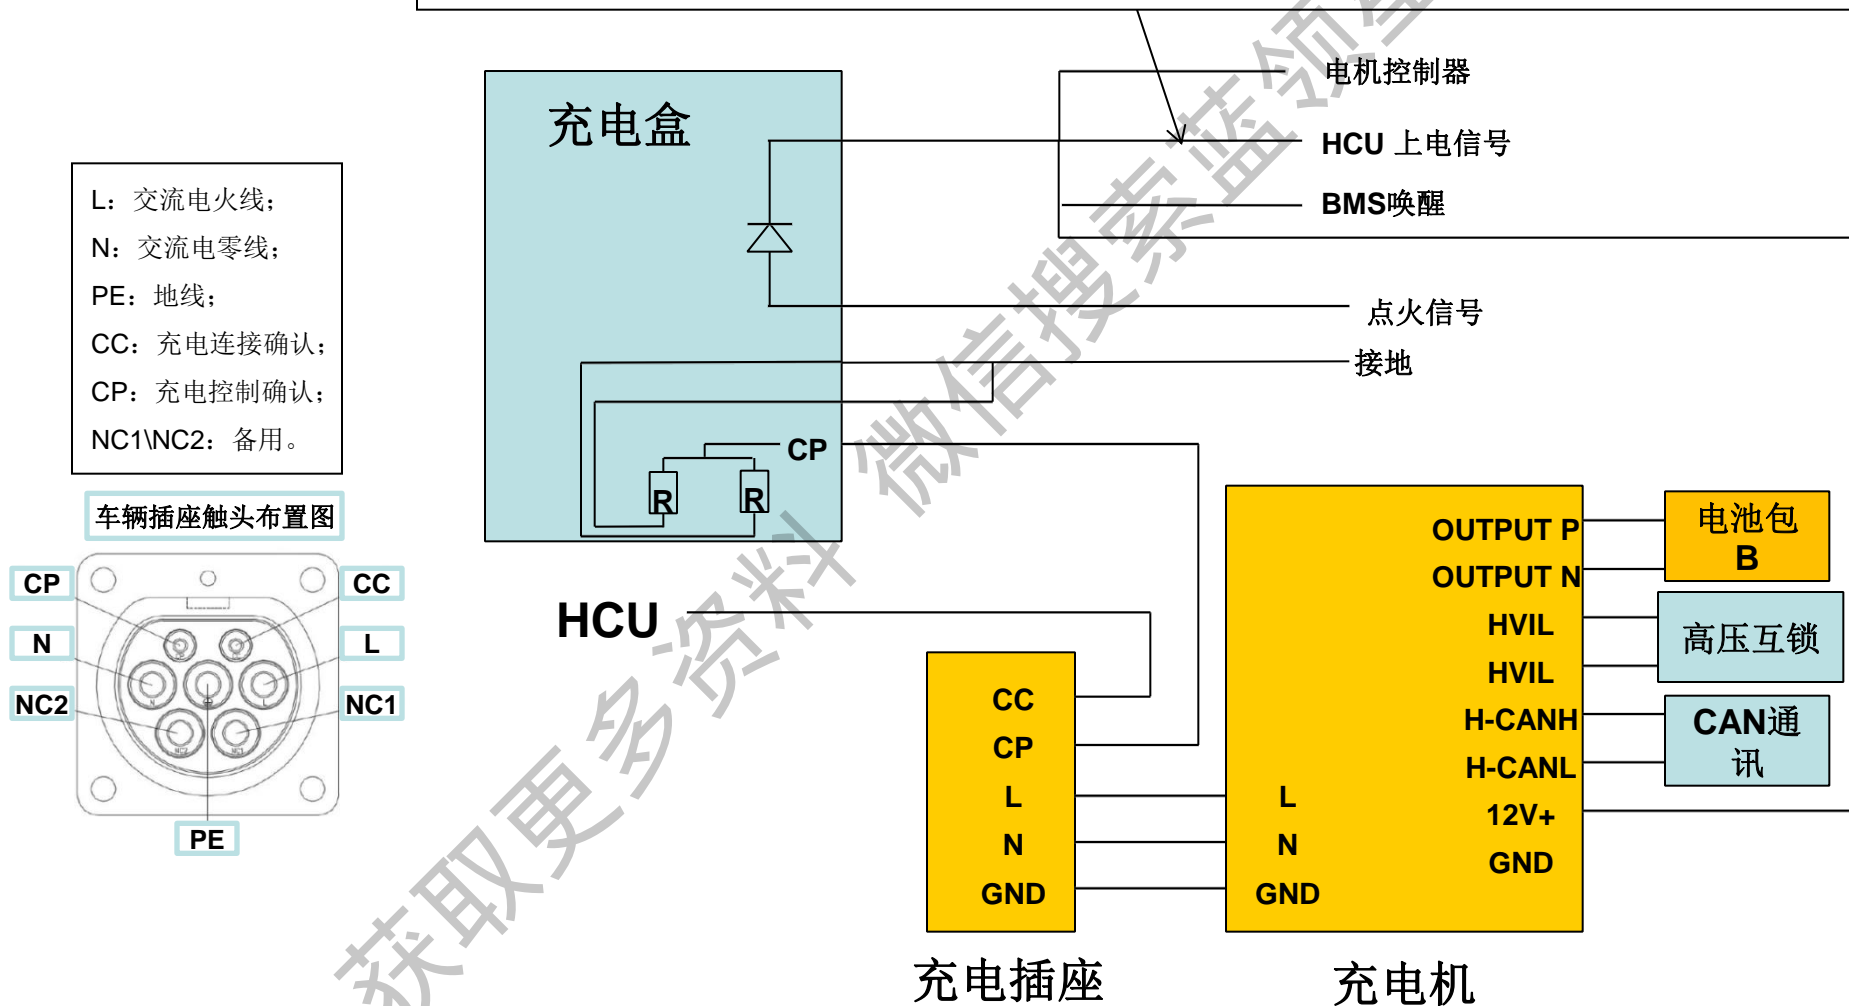 充电盒
电机控制器
HCU 上电信号
BMS唤醒
点火信号
接地
CP
R
R
L：交流电火线；
N：交流电零线；
PE：地线；
CC：充电连接确认；
CP：充电控制确认；
NC1\NC2：备用。
车辆插座触头布置图
CP
CC
N
L
NC2
NC1
PE
HCU
CC
CP
L
N
GND
充电插座
L
N
GND
OUTPUT P
OUTPUT N
HVIL
HVIL
H-CANH
H-CANL
12V+
GND
充电机
电池包
B
高压互锁
CAN通
讯
获取更多资料 微信搜索蓝领